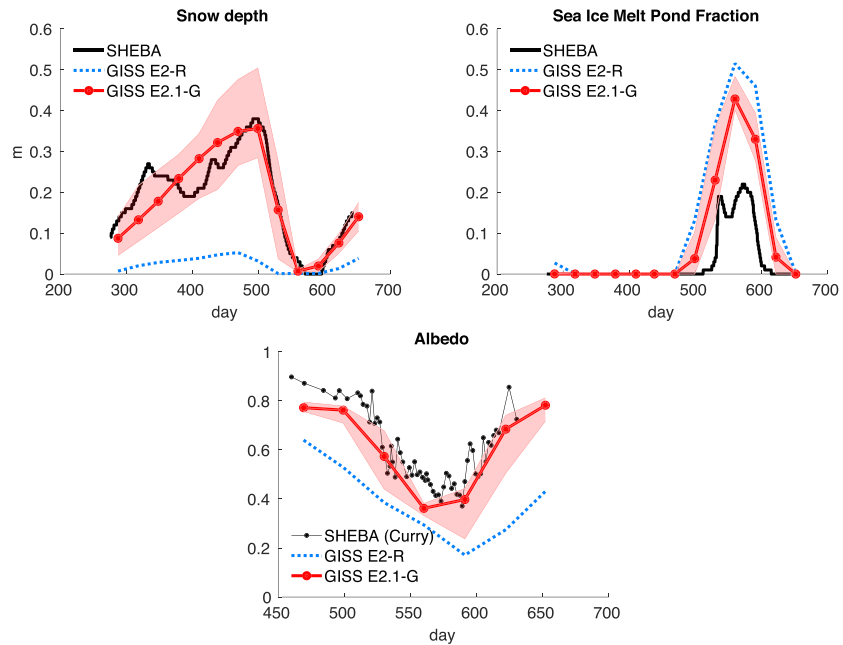 Snow depth
0.6
0.5
0.4
0.3
0.2
0.1
0
m
200
300
400
500
600
700
day
SHEBA
GISS E2-R
GISS E2.1-G
Sea Ice Melt Pond Fraction
0.6
0.5
0.4
0.3
0.2
0.1
0
200
300
400
500
600
700
day
SHEBA
GISS E2-R
GISS E2.1-G
Albedo
1
0.8
0.6
0.4
0.2
0
450
500
550
600
650
700
day
SHEBA (Curry)
GISS E2-R
GISS E2.1-G